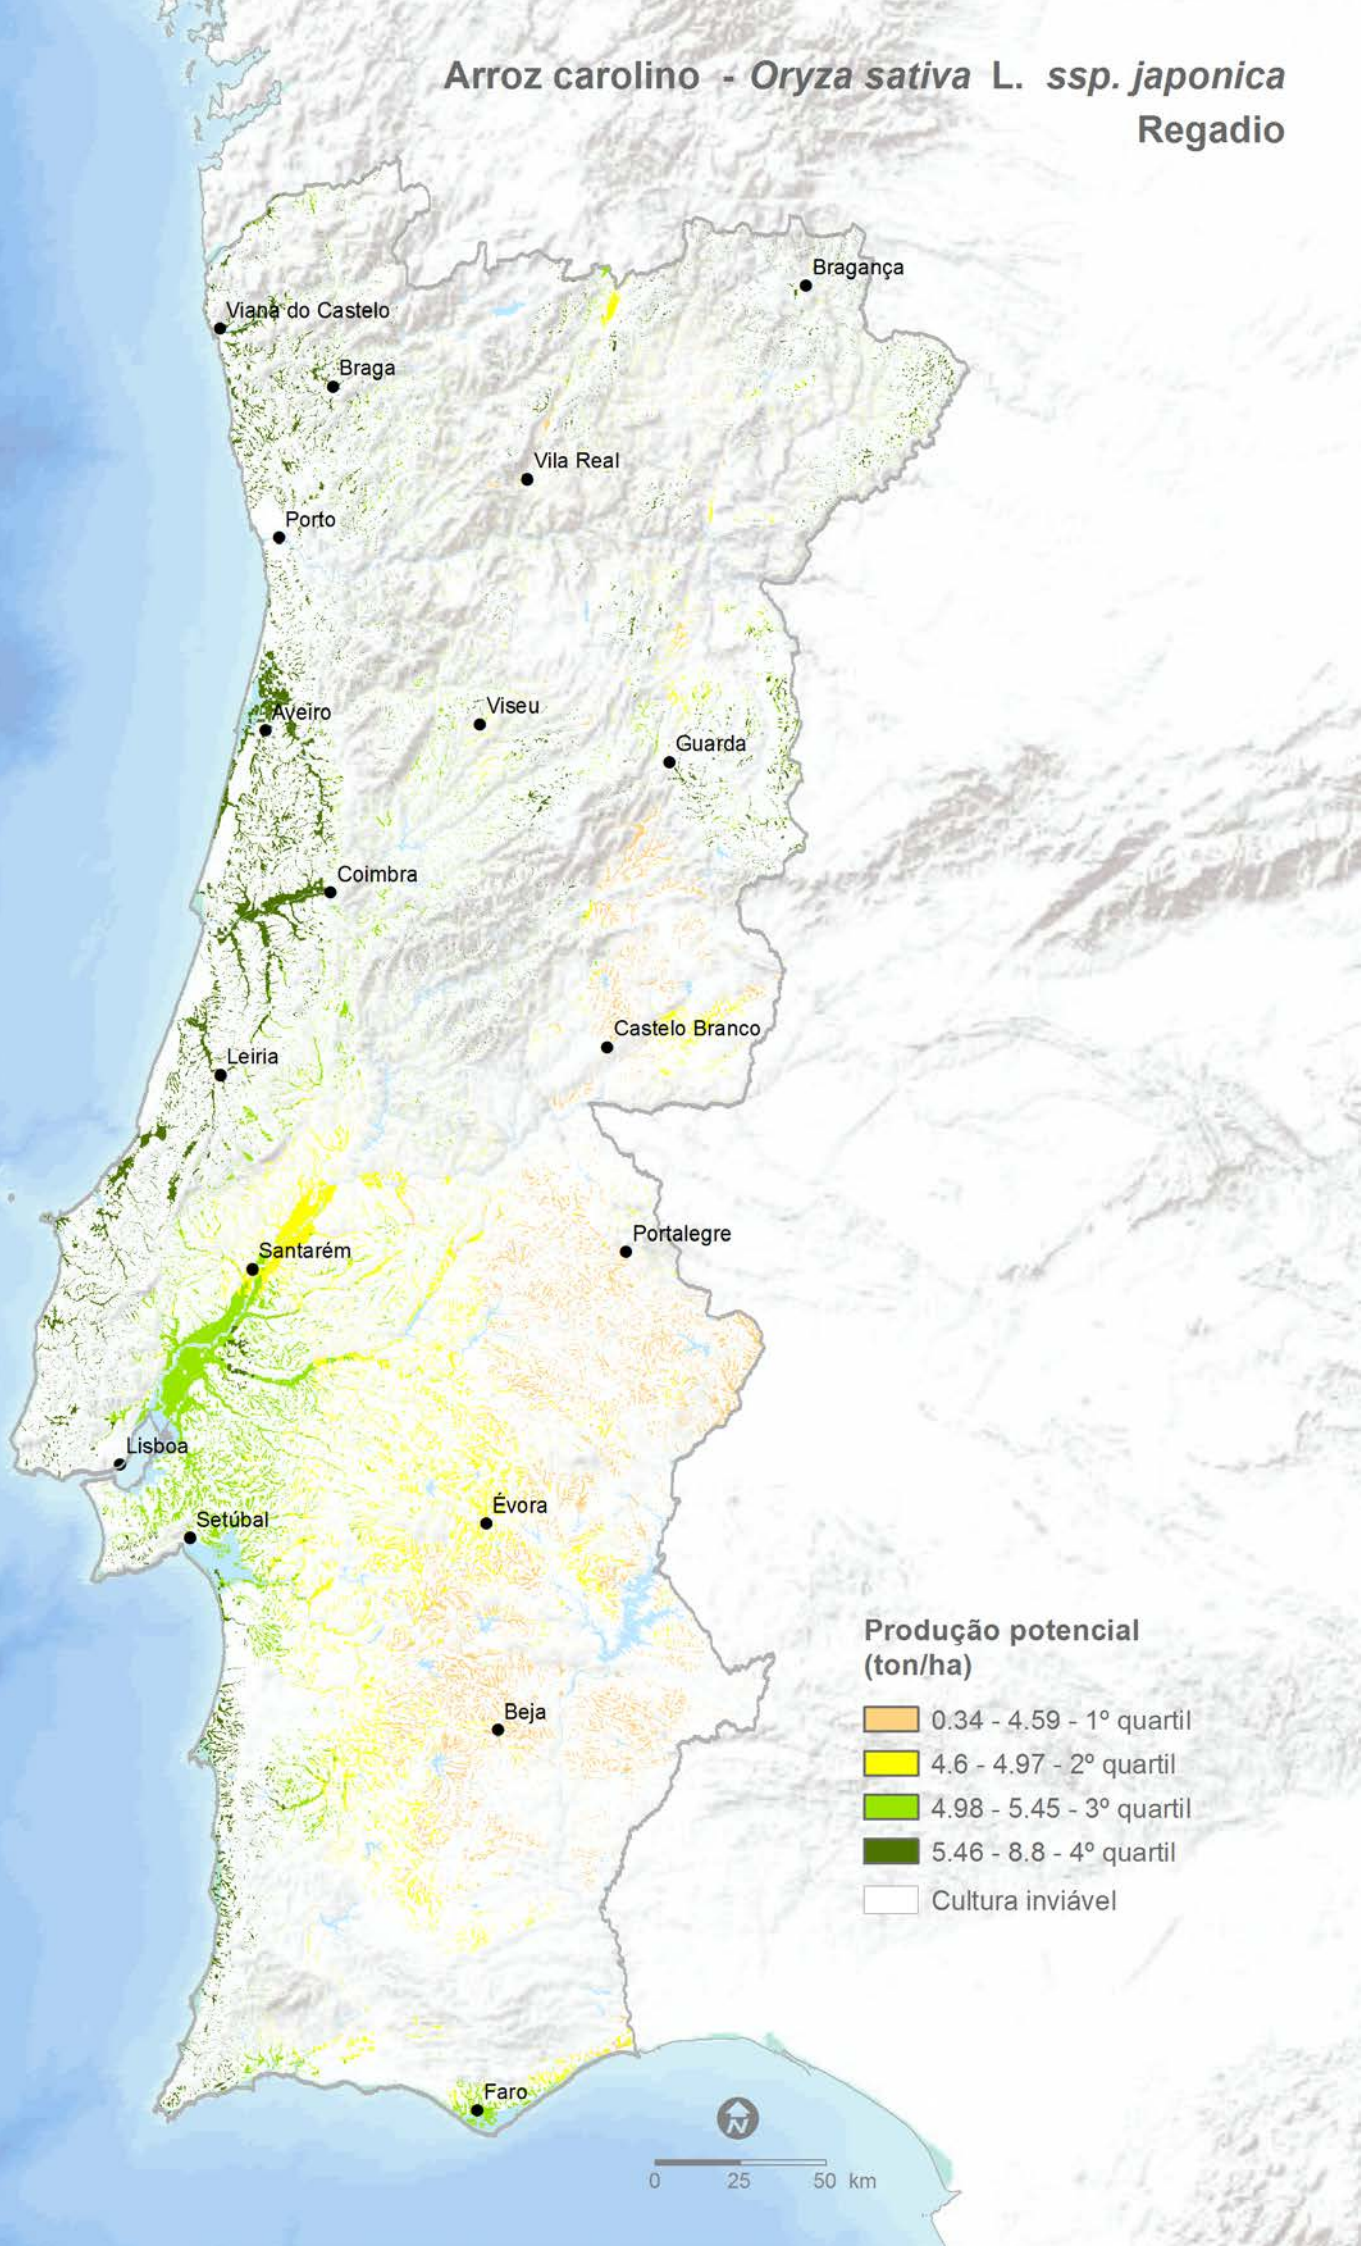 Arroz carolino - Oryza sativa L. ssp. japonica
Regadio
Bragança
Viana do Castelo
Braga
Vila Real
Porto
Viseu
Aveiro
Guarda
Coimbra
Castelo Branco
Leiria
Portalegre
Santarém
Lisboa
Évora
Setúbal
Produção potencial
(ton/ha)
0.34 - 4.59 - 1º quartil
4.6 - 4.97 - 2º quartil
4.98 - 5.45 - 3º quartil
5.46 - 8.8 - 4º quartil
Cultura inviável
Beja
Faro
N
0 25 50 km